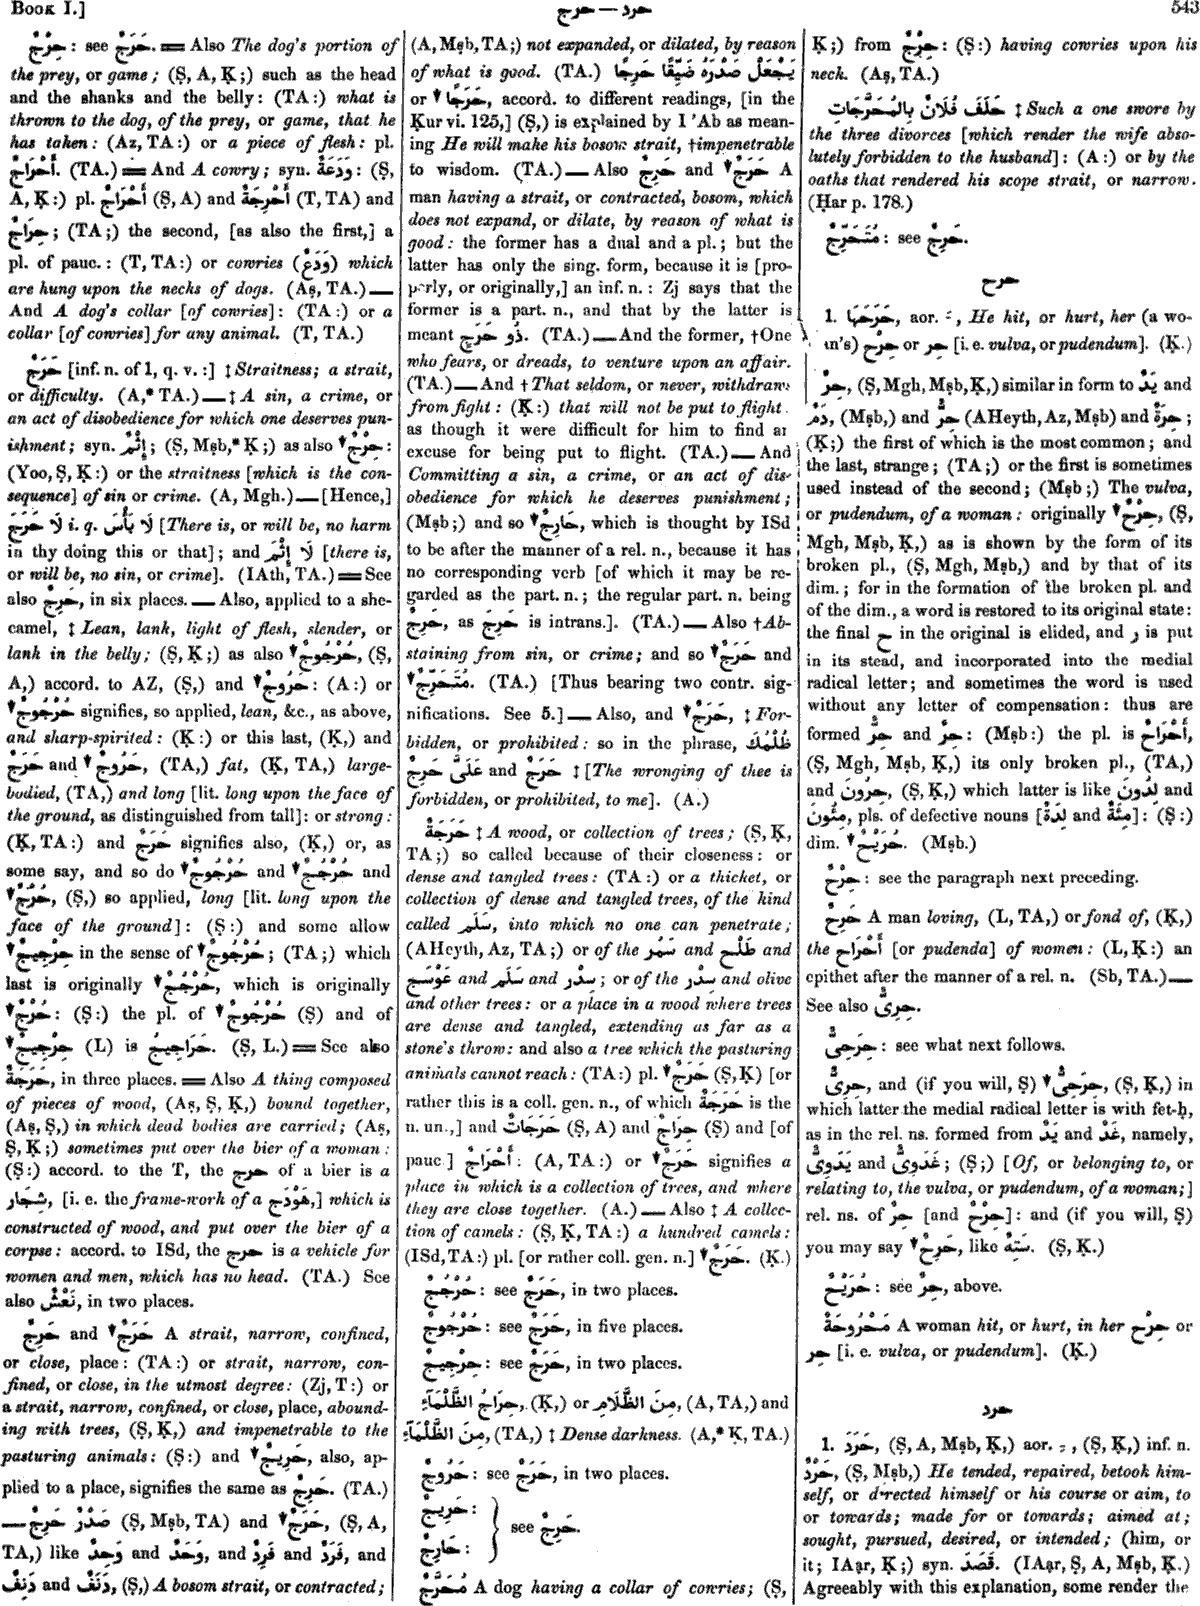 BOOK I.]
حرج — حرد
543
حِرْجٌ: see حَرَجٌ. ═ Also The dog's portion of
the prey, or game; (Ṣ, A, Ḳ;) such as the head
and the shanks and the belly: (TA:) what is
thrown to the dog, of the prey, or game, that he
has taken: (Az, TA:) or a piece of flesh: pl.
أَحْرَاجٌ. (TA.) ═ And A cowry; syn. وَدَعَةٌ: (Ṣ,
A, Ḳ:) pl. أَحْرَاجٌ (Ṣ, A) and أَحْرِجَةٌ (T, TA) and
حِرَاجٌ; (TA;) the second, [as also the first,] a
pl. of pauc.: (T, TA:) or cowries (وَدَعٌ) which
are hung upon the necks of dogs. (Aṣ, TA.) —
And A dog's collar [of cowries]: (TA:) or a
collar [of cowries] for any animal. (T, TA.)
حَرَجٌ [inf. n. of 1, q. v.:] ‡ Straitness; a strait,
or difficulty. (A,* TA.) — ‡ A sin, a crime, or
an act of disobedience for which one deserves pun-
ishment; syn. إِثْمٌ; (Ṣ, Mṣb,* Ḳ;) as also ▼ حِرْجٌ:
(Yoo, Ṣ, Ḳ:) or the straitness [which is the con-
sequence] of sin or crime. (A, Mgh.) — [Hence,]
لَا حَرَجَ i. q. لَا بَأْسَ [There is, or will be, no harm
in thy doing this or that]; and لَا إِثْمَ [there is,
or will be, no sin, or crime]. (IAth, TA.) ═ See
also حَرِجٌ, in six places. — Also, applied to a she-
camel, ‡ Lean, lank, light of flesh, slender, or
lank in the belly; (Ṣ, Ḳ;) as also ▼ حُرْجُوجٌ, (Ṣ,
A,) accord. to AZ, (Ṣ,) and ▼ حَرُوجٌ: (A:) or
▼ حُرْجُوجٌ signifies, so applied, lean, &c., as above,
and sharp-spirited: (Ḳ:) or this last, (Ḳ,) and
حَرَجٌ and ▼ حَرُوجٌ, (TA,) fat, (Ḳ, TA,) large-
bodied, (TA,) and long [lit. long upon the face of
the ground, as distinguished from tall]: or strong:
(Ḳ, TA:) and حَرَجٌ signifies also, (Ḳ,) or, as
some say, and so do ▼ حُرْجُوجٌ and ▼ حُرْجُجٌ and
▼ حُرْجٌ, (Ṣ,) so applied, long [lit. long upon the
face of the ground]: (Ṣ:) and some allow
▼ حِرْجِيجٌ in the sense of ▼ حُرْجُوجٌ; (TA;) which
last is originally ▼ حُرْجُجٌ, which is originally
▼ حُرْجٌ: (Ṣ:) the pl. of ▼ حُرْجُوجٌ (Ṣ) and of
▼ حِرْجِيجٌ (L) is حَرَاجِيجُ. (Ṣ, L.) ═ See also
حَرَجَةٌ, in three places. ═ Also A thing composed
of pieces of wood, (Aṣ, Ṣ, Ḳ,) bound together,
(Aṣ, Ṣ,) in which dead bodies are carried; (Aṣ,
Ṣ, Ḳ;) sometimes put over the bier of a woman:
(Ṣ:) accord. to the T, the حرج of a bier is a
شِجَار, [i. e. the frame-work of a هَوْدَج,] which is
constructed of wood, and put over the bier of a
corpse: accord. to ISd, the حرج is a vehicle for
women and men, which has no head. (TA.) See
also نَعْشٌ, in two places.
حَرِجٌ and ▼ حَرَجٌ A strait, narrow, confined,
or close, place: (TA:) or strait, narrow, con-
fined, or close, in the utmost degree: (Zj, T:) or
a strait, narrow, confined, or close, place, abound-
ing with trees, (Ṣ, Ḳ,) and impenetrable to the
pasturing animals: (Ṣ:) and ▼ حَرِيجٌ, also, ap-
plied to a place, signifies the same as حَرِجٌ. (TA.)
— صَدْرٌ حَرِجٌ (Ṣ, Mṣb, TA) and ▼ حَرَجٌ, (Ṣ, A,
TA,) like وَحِدٌ and وَحَدٌ, and فَرِدٌ and فَرَدٌ, and
دَنِفٌ and دَنَفٌ, (Ṣ,) A bosom strait, or contracted;
(A, Mṣb, TA;) not expanded, or dilated, by reason
of what is good. (TA.) يَجْعَلْ صَدْرَهُ ضَيِّقًا حَرِجًا
or ▼ حَرَجًا, accord. to different readings, [in the
Ḳur vi. 125,] (Ṣ,) is explained by I 'Ab as mean-
ing He will make his bosom strait, †impenetrable
to wisdom. (TA.) — Also حَرِجٌ and ▼ حَرَجٌ A
man having a strait, or contracted, bosom, which
does not expand, or dilate, by reason of what is
good: the former has a dual and a pl.; but the
latter has only the sing. form, because it is [pro-
perly, or originally,] an inf. n.: Zj says that the
former is a part. n., and that by the latter is
meant ذُو حَرَجٍ. (TA.) — And the former, †One
who fears, or dreads, to venture upon an affair.
(TA.) — And † That seldom, or never, withdraws
from fight: (Ḳ:) that will not be put to flight
as though it were difficult for him to find an
excuse for being put to flight. (TA.) — And
Committing a sin, a crime, or an act of dis-
obedience for which he deserves punishment;
(Mṣb;) and so ▼ حَارِجٌ, which is thought by ISd
to be after the manner of a rel. n., because it has
no corresponding verb [of which it may be re-
garded as the part. n.; the regular part. n. being
حَرِجٌ, as حَرِجَ is intrans.]. (TA.) — Also †Ab-
staining from sin, or crime; and so ▼ حَرَجٌ and
▼ مُتَحَرِّجٌ. (TA.) [Thus bearing two contr. sig-
nifications. See 5.] — Also, and ▼ حَرَجٌ, ‡ For-
bidden, or prohibited: so in the phrase, ظُلْمُكَ
عَلَىَّ حَرِجٌ and حَرَجٌ ‡ [The wronging of thee is
forbidden, or prohibited, to me]. (A.)
حَرَجَةٌ ‡ A wood, or collection of trees; (Ṣ, Ḳ,
TA;) so called because of their closeness: or
dense and tangled trees: (TA:) or a thicket, or
collection of dense and tangled trees, of the kind
called سَلَم, into which no one can penetrate;
(AHeyth, Az, TA;) or of the سَمُر and طَلْح and
عَوْسَج and سَلَم and سِدْر; or of the سِدْر and olive
and other trees: or a place in a wood where trees
are dense and tangled, extending as far as a
stone's throw: and also a tree which the pasturing
animals cannot reach: (TA:) pl. ▼ حَرَجٌ (Ṣ, Ḳ) [or
rather this is a coll. gen. n., of which حَرَجَةٌ is the
n. un.,] and حَرَجَاتٌ (Ṣ, A) and حِرَاجٌ (Ṣ) and [of
pauc.] أَحْرَاجٌ: (A, TA:) or ▼ حَرَجٌ signifies a
place in which is a collection of trees, and where
they are close together. (A.) — Also ‡ A collec-
tion of camels: (Ṣ, Ḳ, TA:) a hundred camels:
(ISd, TA:) pl. [or rather coll. gen. n.] ▼ حَرَجٌ. (Ḳ.)
حُرْجُجٌ: see حَرَجٌ, in two places.
حُرْجُوجٌ: see حَرَجٌ, in five places.
حِرْجِيجٌ: see حَرَجٌ, in two places.
حِرَاجُ الظَّلْمَآءِ, (Ḳ,) or مِنَ الظَّلَامِ, (A, TA,) and
مِنَ الظَّلْمَآءِ, (TA,) ‡ Dense darkness. (A,* Ḳ, TA.)
حَرُوجٌ: see حَرَجٌ, in two places.
حَرِيجٌ:
حَارِجٌ:
see حَرِجٌ.
مُحَرَّجٌ A dog having a collar of cowries; (Ṣ,
Ḳ;) from حِرْجٌ: (Ṣ:) having cowries upon his
neck. (Aṣ, TA.)
حَلَفَ فُلَانٌ بِالمُحَرِّجَاتِ ‡ Such a one swore by
the three divorces [which render the wife abso-
lutely forbidden to the husband]: (A:) or by the
oaths that rendered his scope strait, or narrow.
(Ḥar p. 178.)
مُتَحَرِّجٌ: see حَرِجٌ.
حرح
1. حَرَحَهَا, aor. ـَ, He hit, or hurt, her (a wo-
man's) حِرْح or حِر [i. e. vulva, or pudendum]. (Ḳ.)
حِرٌ, (Ṣ, Mgh, Mṣb, Ḳ,) similar in form to يَدٌ and
دَمٌ, (Mṣb,) and حِرٌّ (AHeyth, Az, Mṣb) and حِرَةٌ;
(Ḳ;) the first of which is the most common; and
the last, strange; (TA;) or the first is sometimes
used instead of the second; (Mṣb;) The vulva,
or pudendum, of a woman: originally ▼ حِرْحٌ, (Ṣ,
Mgh, Mṣb, Ḳ,) as is shown by the form of its
broken pl., (Ṣ, Mgh, Mṣb,) and by that of its
dim.; for in the formation of the broken pl. and
of the dim., a word is restored to its original state:
the final ح in the original is elided, and ر is put
in its stead, and incorporated into the medial
radical letter; and sometimes the word is used
without any letter of compensation: thus are
formed حِرٌّ and حِرٌ: (Mṣb:) the pl. is أَحْرَاحٌ,
(Ṣ, Mgh, Mṣb, Ḳ,) its only broken pl., (TA,)
and حِرُونَ, (Ṣ, Ḳ,) which latter is like لِدُونَ and
مِئُونَ, pls. of defective nouns [لِدَةٌ and مِئَةٌ]: (Ṣ:)
dim. ▼ حُرَيْحٌ. (Mṣb.)
حِرْحٌ: see the paragraph next preceding.
حَرِحٌ A man loving, (L, TA,) or fond of, (Ḳ,)
the أَحْرَاح [or pudenda] of women: (L, Ḳ:) an
epithet after the manner of a rel. n. (Sb, TA.) —
See also حِرِىٌّ.
حِرَحِىٌّ: see what next follows.
حِرِىٌّ, and (if you will, Ṣ) ▼ حِرَحِىٌّ, (Ṣ, Ḳ,) in
which latter the medial radical letter is with fet-ḥ,
as in the rel. ns. formed from يَدٌ and غَدٌ, namely,
يَدَوِىٌّ and غَدَوِىٌّ; (Ṣ;) [Of, or belonging to, or
relating to, the vulva, or pudendum, of a woman;]
rel. ns. of حِرٌ [and حِرْحٌ]: and (if you will, Ṣ)
you may say ▼ حَرِحٌ, like سَتِهٌ. (Ṣ, Ḳ.)
حُرَيْحٌ: see حِرٌ, above.
مَحْرُوحَةٌ A woman hit, or hurt, in her حِرْح or
حِر [i. e. vulva, or pudendum]. (Ḳ.)
حرد
1. حَرَدَ, (Ṣ, A, Mṣb, Ḳ,) aor. ـِ, (Ṣ, Ḳ,) inf. n.
حَرْدٌ, (Ṣ, Mṣb,) He tended, repaired, betook him-
self, or directed himself or his course or aim, to
or towards; made for or towards; aimed at;
sought, pursued, desired, or intended; (him, or
it; IAạr, Ḳ;) syn. قَصَدَ. (IAạr, Ṣ, A, Mṣb, Ḳ.)
Agreeably with this explanation, some render the